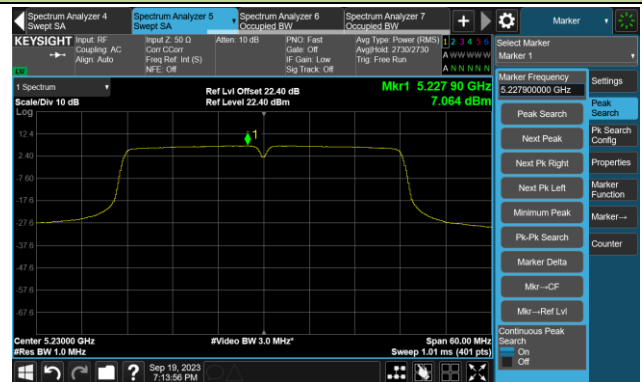 Spectrum Analyzer 4
Swept SA
Spectrum Analyzer 5
Swept SA
Spectrum Analyzer 6
Occupied BW
Spectrum Analyzer 7
Occupied BW
Marker
KEYSIGHT
Input: RF
Coupling: AC
Align: Auto
Input Z: 50 Ω
Corr CCorr
Freq Ref: Int (S)
NFE: Off
Atten: 10 dB
PNO: Fast
Gate: Off
IF Gain: Low
Sig Track: Off
Avg Type: Power (RMS)
Avg|Hold: 2730/2730
Trig: Free Run
1 2 3 4 5 6
A W W W W W
A N N N N N
LXI
Select Marker
Marker 1
1 Spectrum
Scale/Div 10 dB
Log
Ref Lvl Offset 22.40 dB
Ref Level 22.40 dBm
Mkr1 5.227 90 GHz
7.064 dBm
1
12.4
2.40
-7.60
-17.6
-27.6
-37.6
-47.6
-57.6
-67.6
Center 5.23000 GHz
#Res BW 1.0 MHz
#Video BW 3.0 MHz*
Span 60.00 MHz
Sweep 1.01 ms (401 pts)
Marker Frequency
5.227900000 GHz
Peak Search
Next Peak
Next Pk Right
Next Pk Left
Minimum Peak
Pk-Pk Search
Marker Delta
Mkr→CF
Mkr→Ref Lvl
Continuous Peak
Search
On
Off
Settings
Peak
Search
Pk Search
Config
Properties
Marker
Function
Marker→
Counter
?
Sep 19, 2023
7:13:56 PM